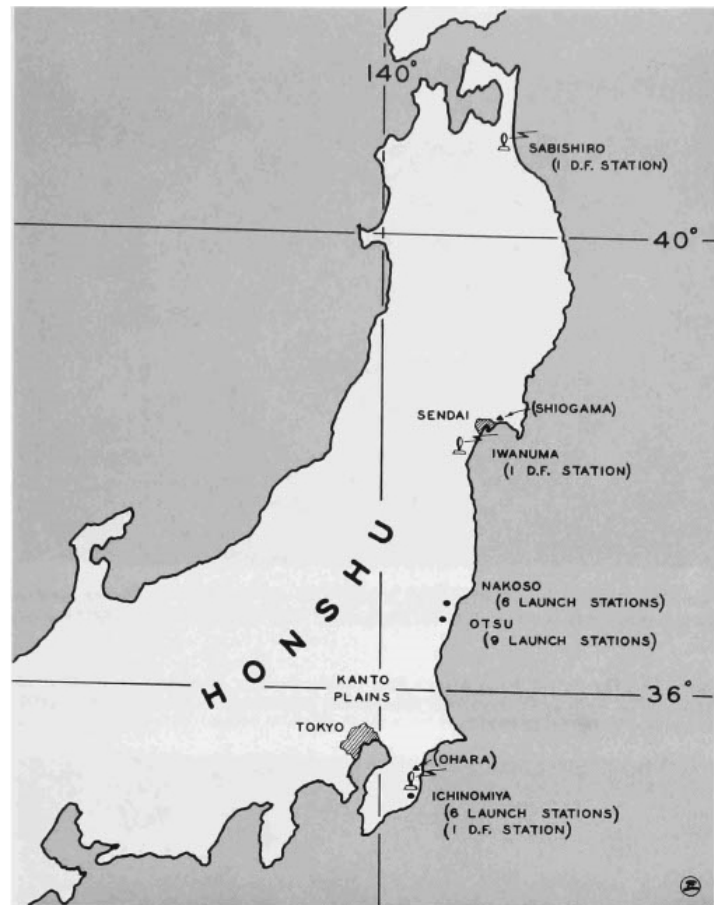 140°
SABISHIRO
(1 D.F. STATION)
40°
SENDAI
(SHIOGAMA)
IWANUMA
(1 D.F. STATION)
HONSHU
NAKOSO
(6 LAUNCH STATIONS)
OTSU
(9 LAUNCH STATIONS)
KANTO
PLAINS
36°
TOKYO
(OHARA)
ICHINOMIYA
(6 LAUNCH STATIONS)
(1 D.F. STATION)